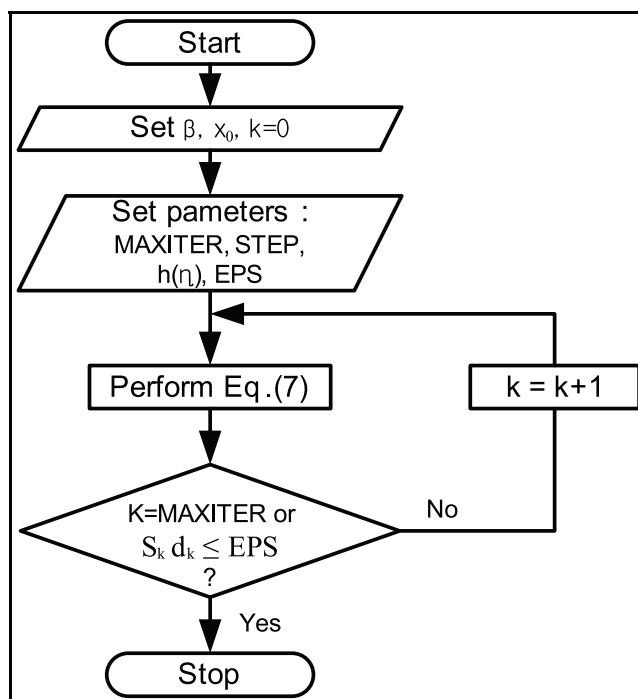 Start
Set β, x₀, k=0
Set pameters :
MAXITER, STEP,
h(η), EPS
Perform Eq.(7)
k = k+1
K=MAXITER or
Sₖ dₖ ≤ EPS
?
No
Yes
Stop